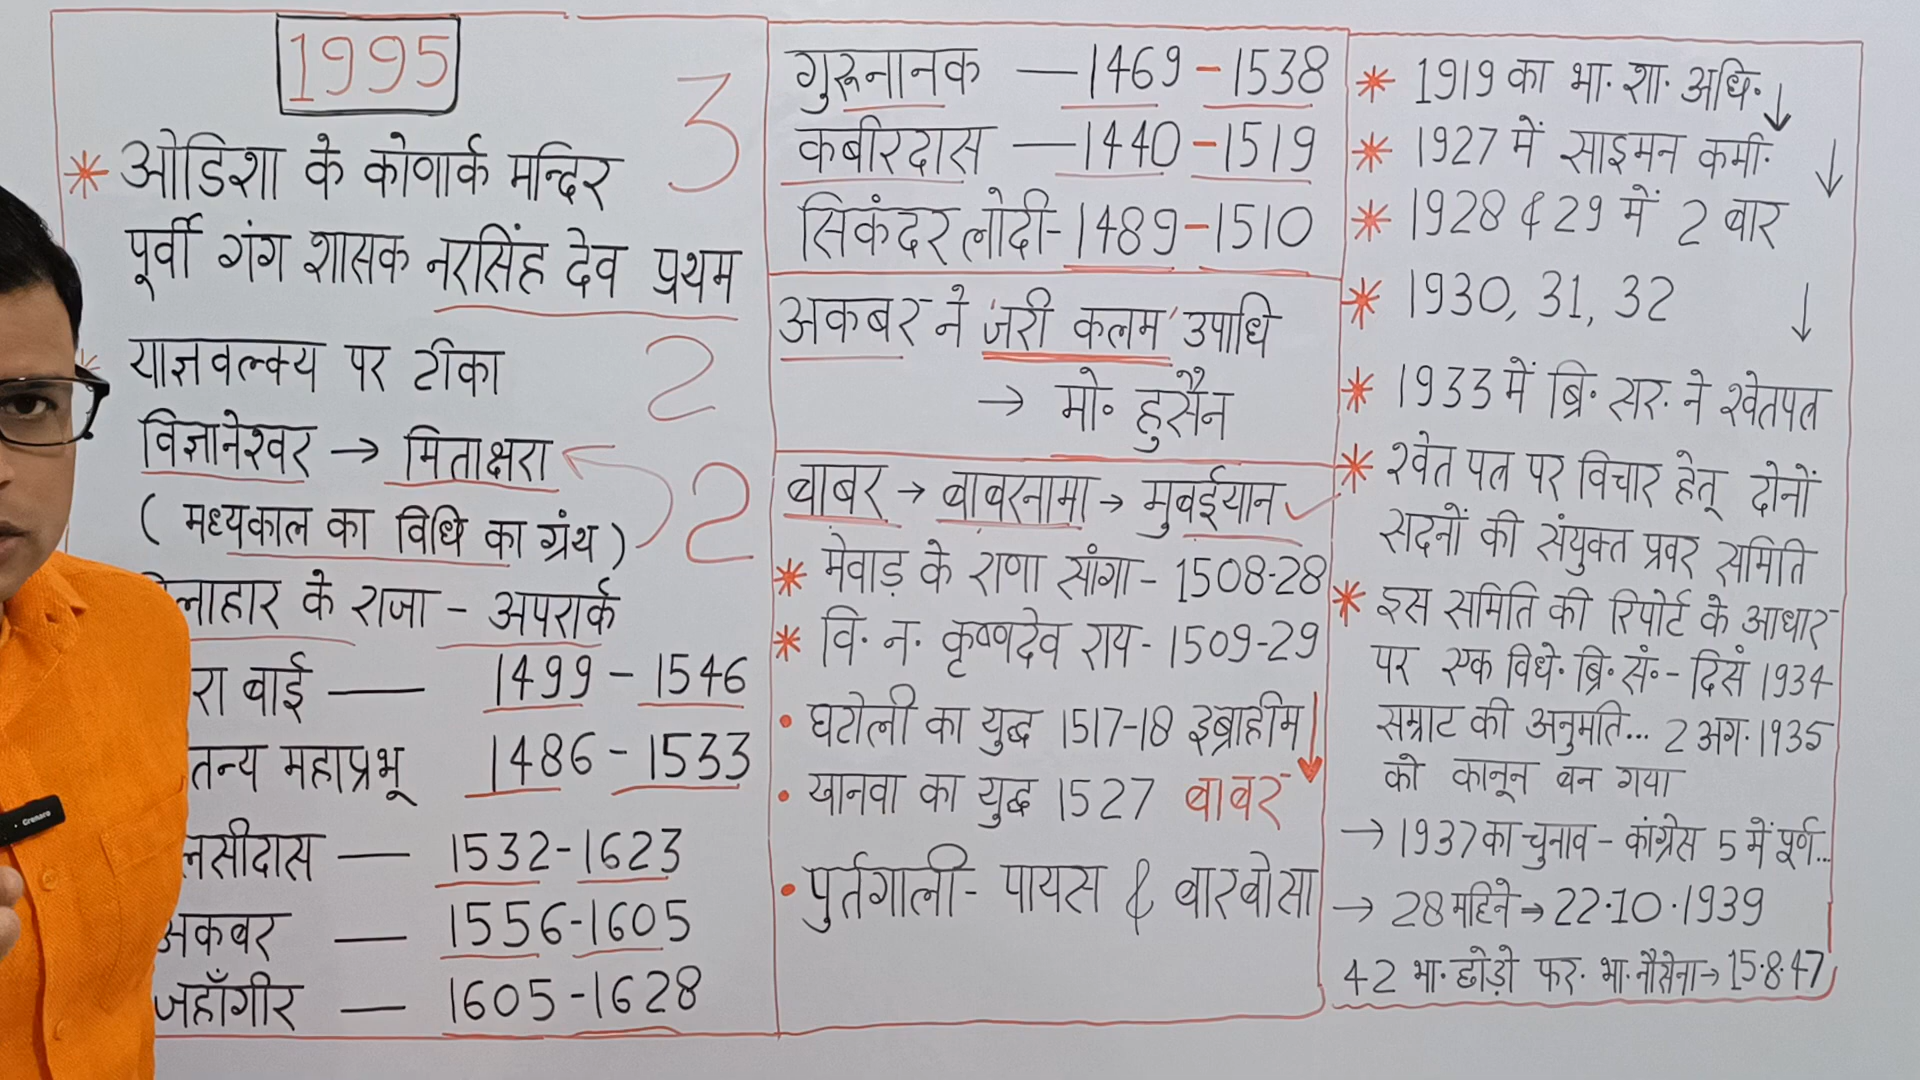 1995
3
ओडिशा के कोणार्क मन्दिर
पूर्वी गंग शासक नरसिंह देव प्रथम
याज्ञवल्क्य पर टीका
2
विज्ञानेश्वर → मिताक्षरा
(मध्यकाल का विधि का ग्रंथ)
2
लाहार के राजा - अपरार्क
रा बाई — 1499 - 1546
तन्य महाप्रभू 1486 - 1533
लसीदास — 1532-1623
अकबर — 1556-1605
जहाँगीर — 1605-1628
गुरुनानक — 1469 - 1538
कबीरदास — 1440 - 1519
सिकंदर लोदी - 1489 - 1510
अकबर ने 'जरी कलम' उपाधि
→ मो॰ हुसैन
बाबर → बाबरनामा → मुबईयान
* मेवाड़ के राणा सांगा - 1508-28
* वि. न. कृष्णदेव राय - 1509-29
• घटोली का युद्ध 1517-18 इब्राहीम
• खानवा का युद्ध 1527 बाबर
• पुर्तगाली - पायस & बारबोसा
* 1919 का भा. शा. अधि.
* 1927 में साइमन कमी.
* 1928 & 29 में 2 बार
* 1930, 31, 32
* 1933 में ब्रि. सर. ने श्वेतपत्र
* श्वेत पत्र पर विचार हेतू दोनों
सदनों की संयुक्त प्रवर समिति
* इस समिति की रिपोर्ट के आधार
पर एक विधे. ब्रि. सं. - दिसं 1934
सम्राट की अनुमति... 2 अग. 1935
को कानून बन गया
→ 1937 का चुनाव - कांग्रेस 5 में पूर्ण...
→ 28 महिने → 22.10.1939
42 भा. छोड़ो फर. भा. नौसेना → 15.8.47